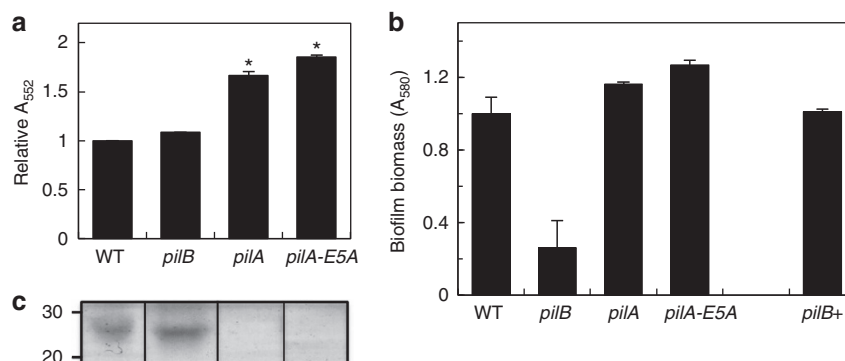 a
2
1.5
1
0.5
0
Relative A552
WT pilB pilA pilA-E5A
b
1.2
0.8
0.4
0
Biofilm biomass (A580)
WT pilB pilA pilA-E5A pilB+
c
30
20
* *